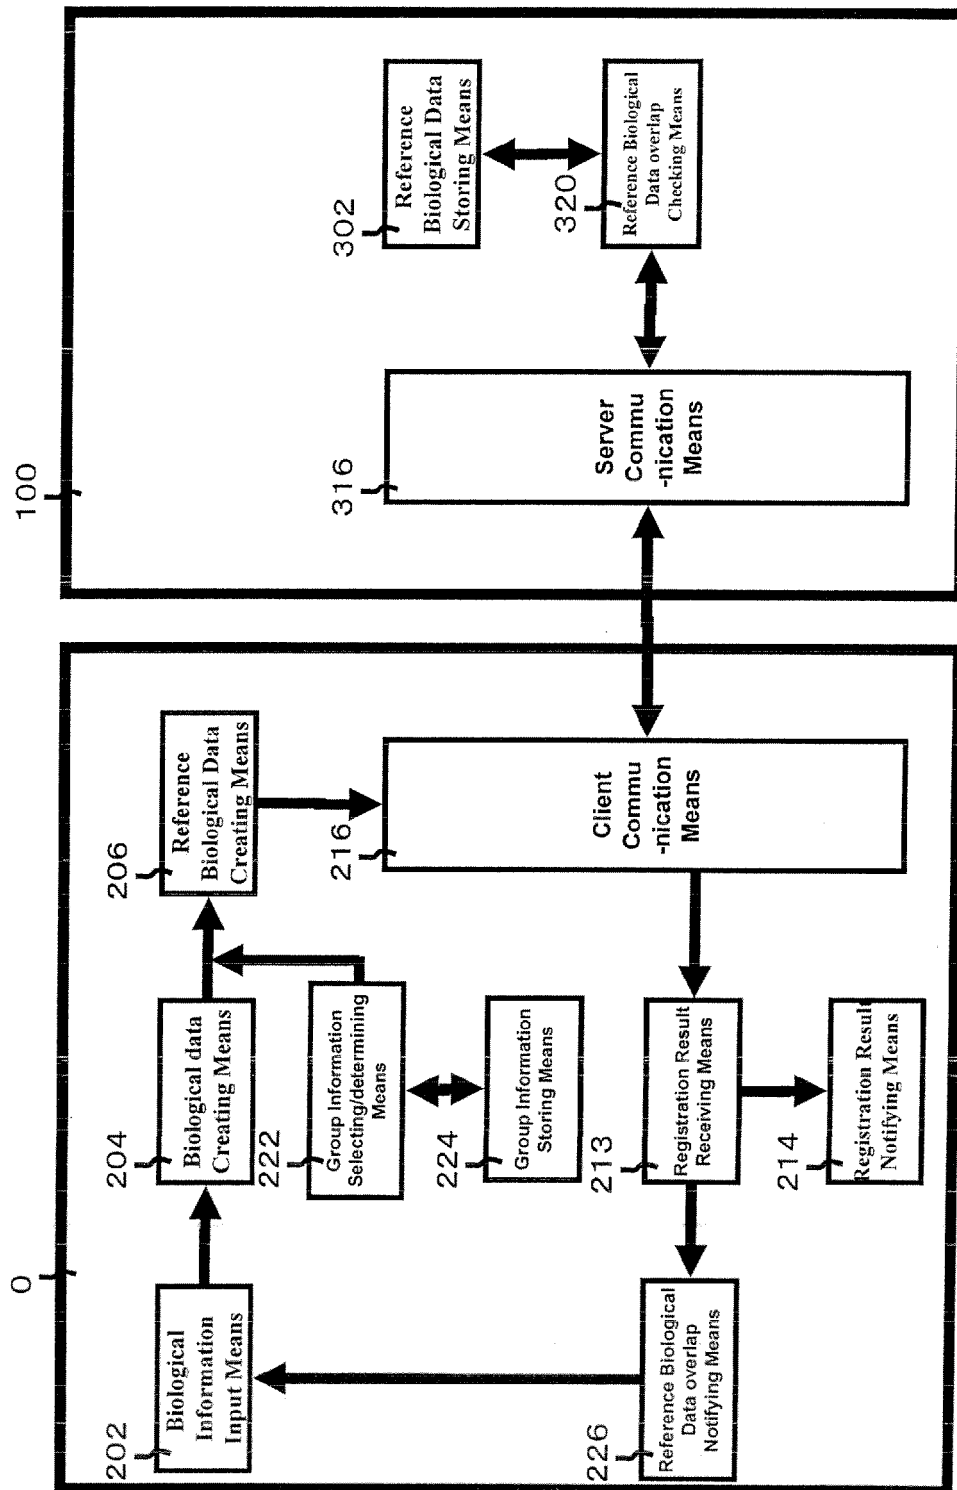 0
100
202
Biological
Information
Input Means
204
Biological data
Creating Means
206
Reference
Biological Data
Creating Means
222
Group Information
Selecting/determining
Means
224
Group Information
Storing Means
216
Client
Commu
-nication
Means
213
Registration Result
Receiving Means
214
Registration Result
Notifying Means
226
Reference Biological
Data overlap
Notifying Means
316
Server
Commu
-nication
Means
302
Reference
Biological Data
Storing Means
320
Reference Biological
Data overlap
Checking Means